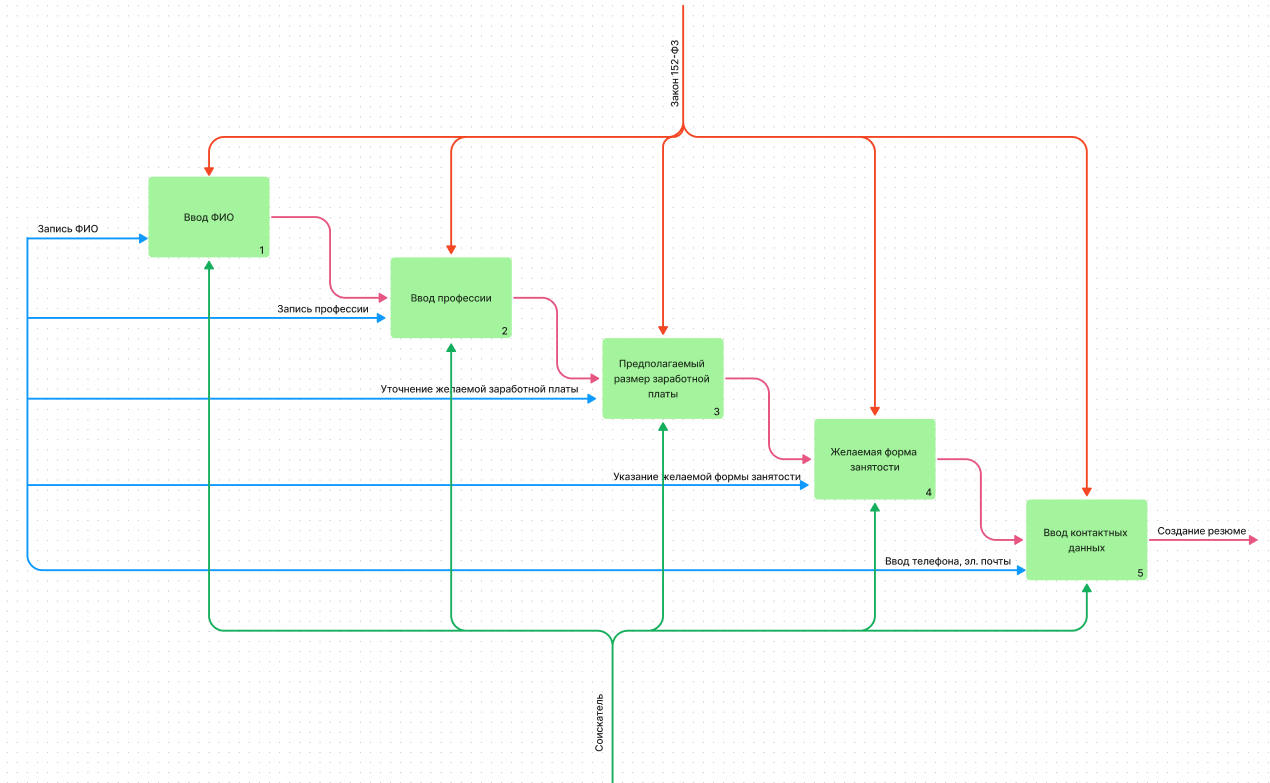 Закон 152-ФЗ
Ввод ФИО
1
Запись ФИО
Ввод профессии
2
Запись профессии
Предполагаемый
размер заработной
платы
3
Уточнение желаемой заработной платы
Желаемая форма
занятости
4
Указание желаемой формы занятости
Ввод контактных
данных
5
Создание резюме
Ввод телефона, эл. почты
Соискатель